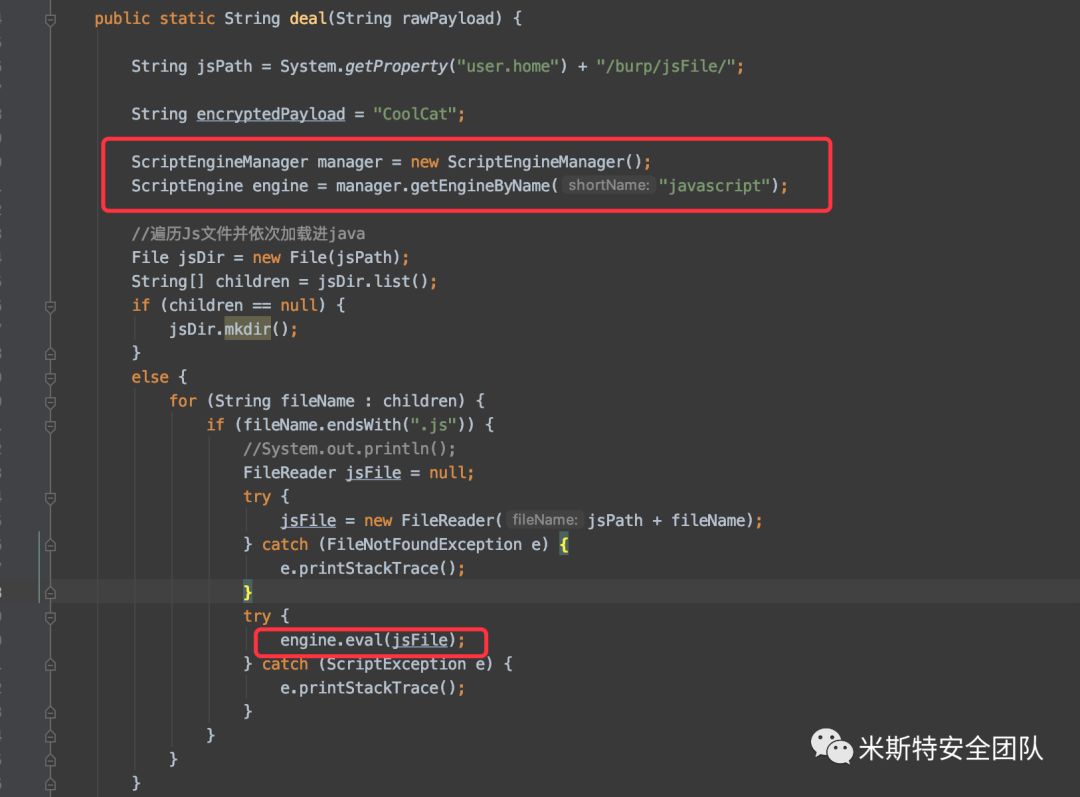 public static String deal(String rawPayload) {
String jsPath = System.getProperty("user.home") + "/burp/jsFile/";
String encryptedPayload = "CoolCat";
ScriptEngineManager manager = new ScriptEngineManager();
ScriptEngine engine = manager.getEngineByName( shortName: "javascript");
//遍历Js文件并依次加载进java
File jsDir = new File(jsPath);
String[] children = jsDir.list();
if (children == null) {
jsDir.mkdir();
}
else {
for (String fileName : children) {
if (fileName.endsWith(".js")) {
//System.out.println();
FileReader jsFile = null;
try {
jsFile = new FileReader( fileName: jsPath + fileName);
} catch (FileNotFoundException e) {
e.printStackTrace();
}
try {
engine.eval(jsFile);
} catch (ScriptException e) {
e.printStackTrace();
}
}
}
}
米斯特安全团队